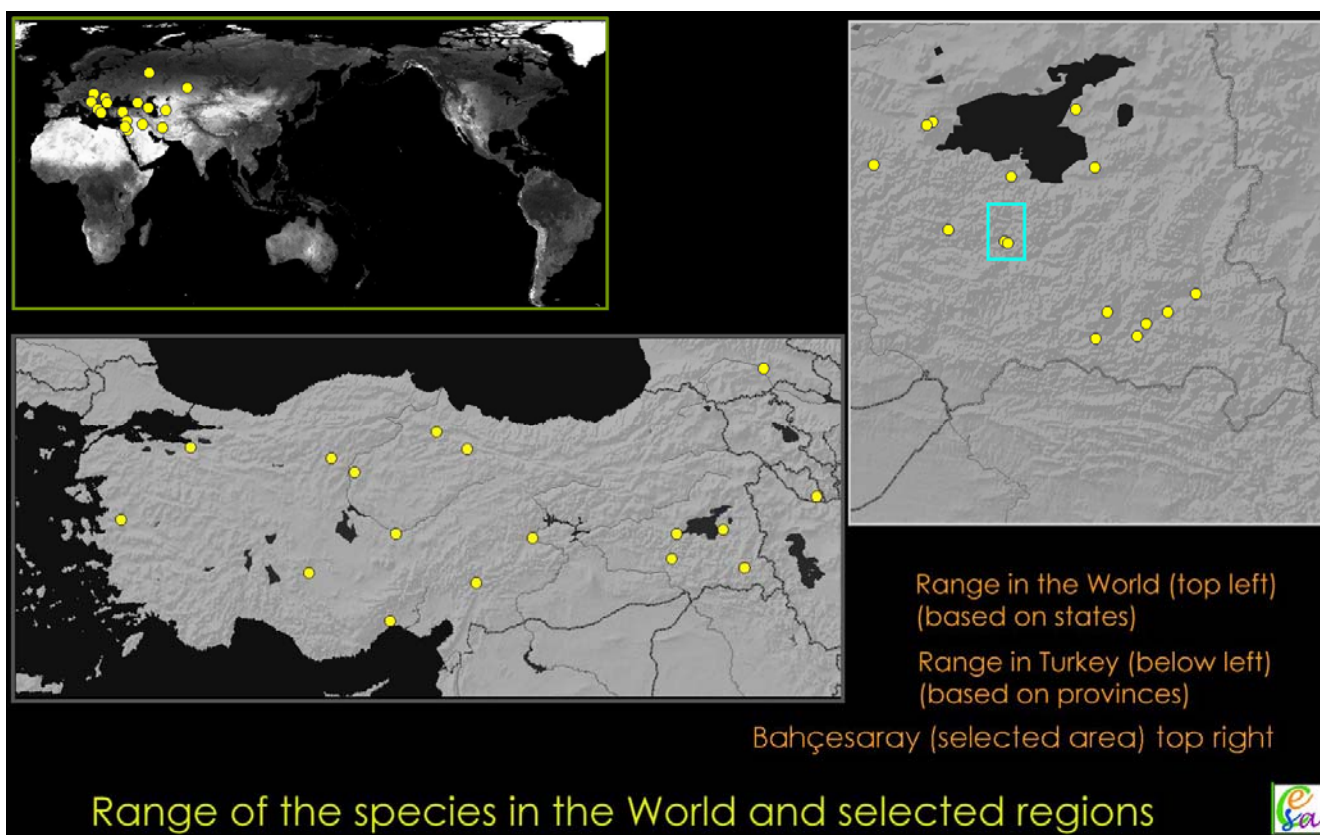 Range in the World (top left)
(based on states)
Range in Turkey (below left)
(based on provinces)
Bahçesaray (selected area) top right
Range of the species in the World and selected regions
esa